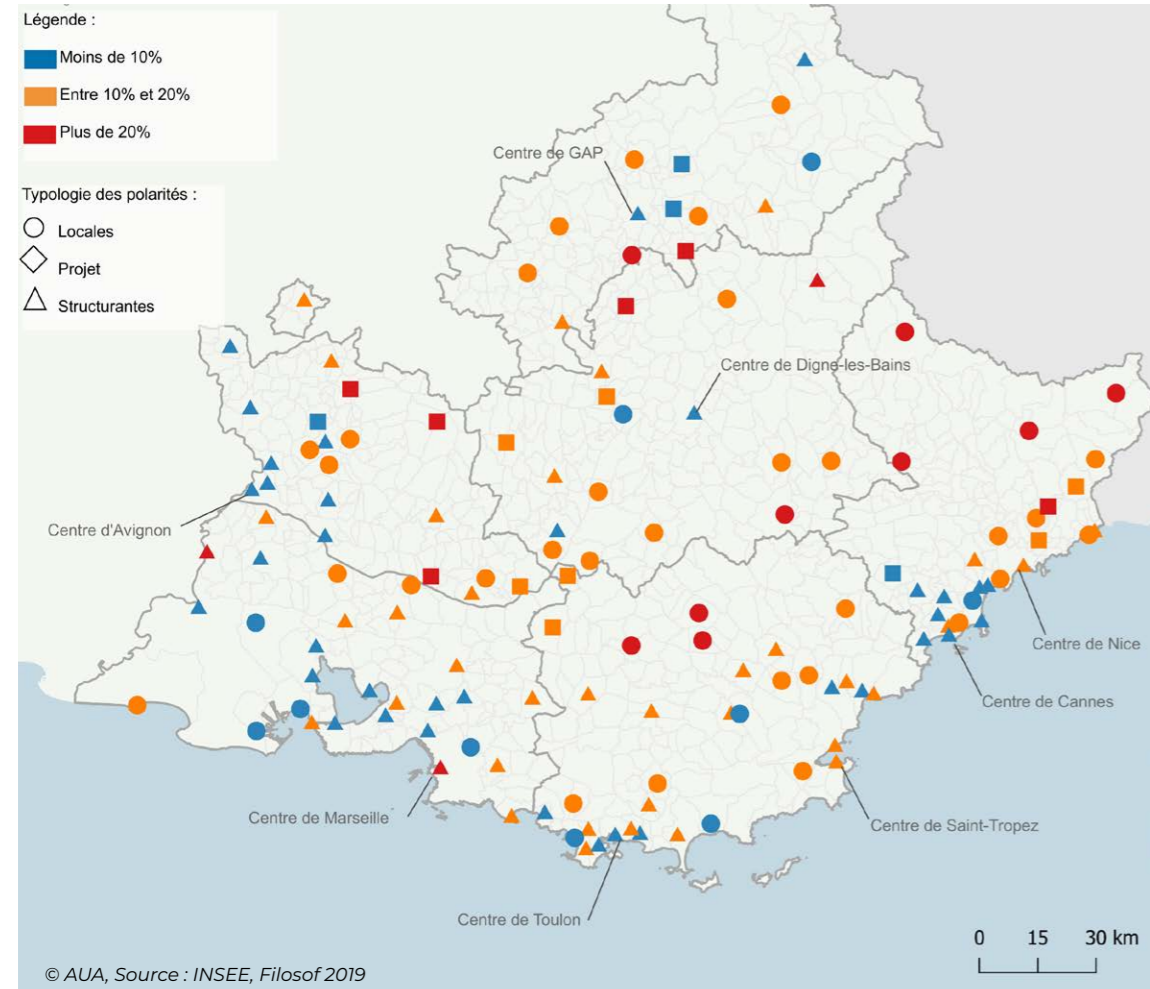 Légende :
Moins de 10%
Entre 10% et 20%
Plus de 20%
Typologie des polarités :
Locales
Projet
Structurantes
Centre de GAP
Centre de Digne-les-Bains
Centre d'Avignon
Centre de Nice
Centre de Cannes
Centre de Marseille
Centre de Saint-Tropez
Centre de Toulon
0 15 30 km
© AUA, Source : INSEE, Filosof 2019